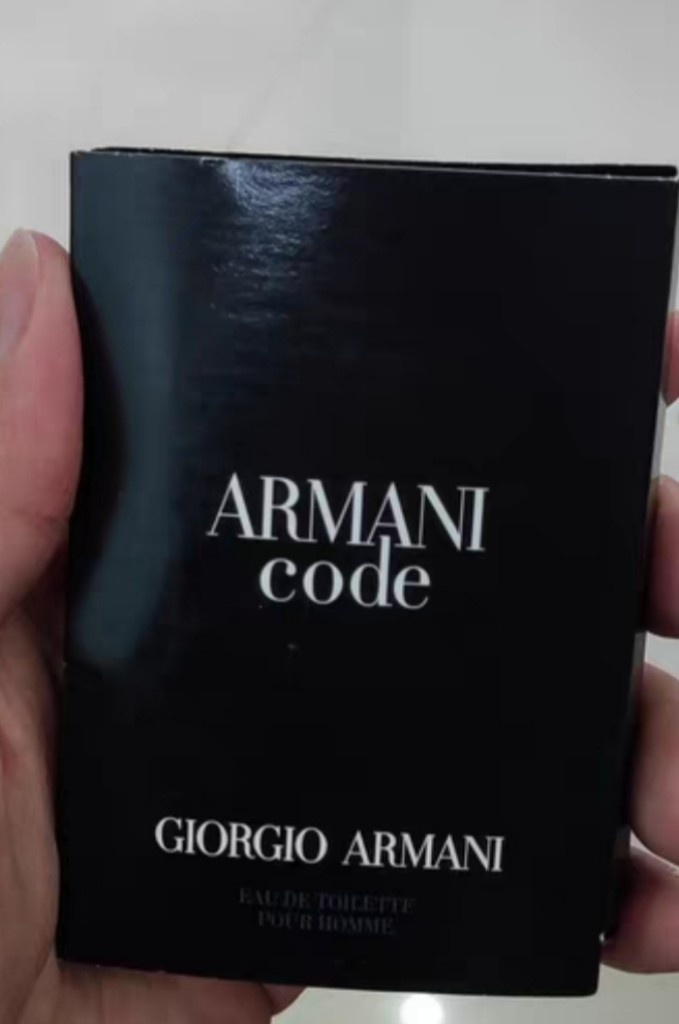 ARMANI
code
GIORGIO ARMANI
EAU DE TOILETTE
POUR HOMME